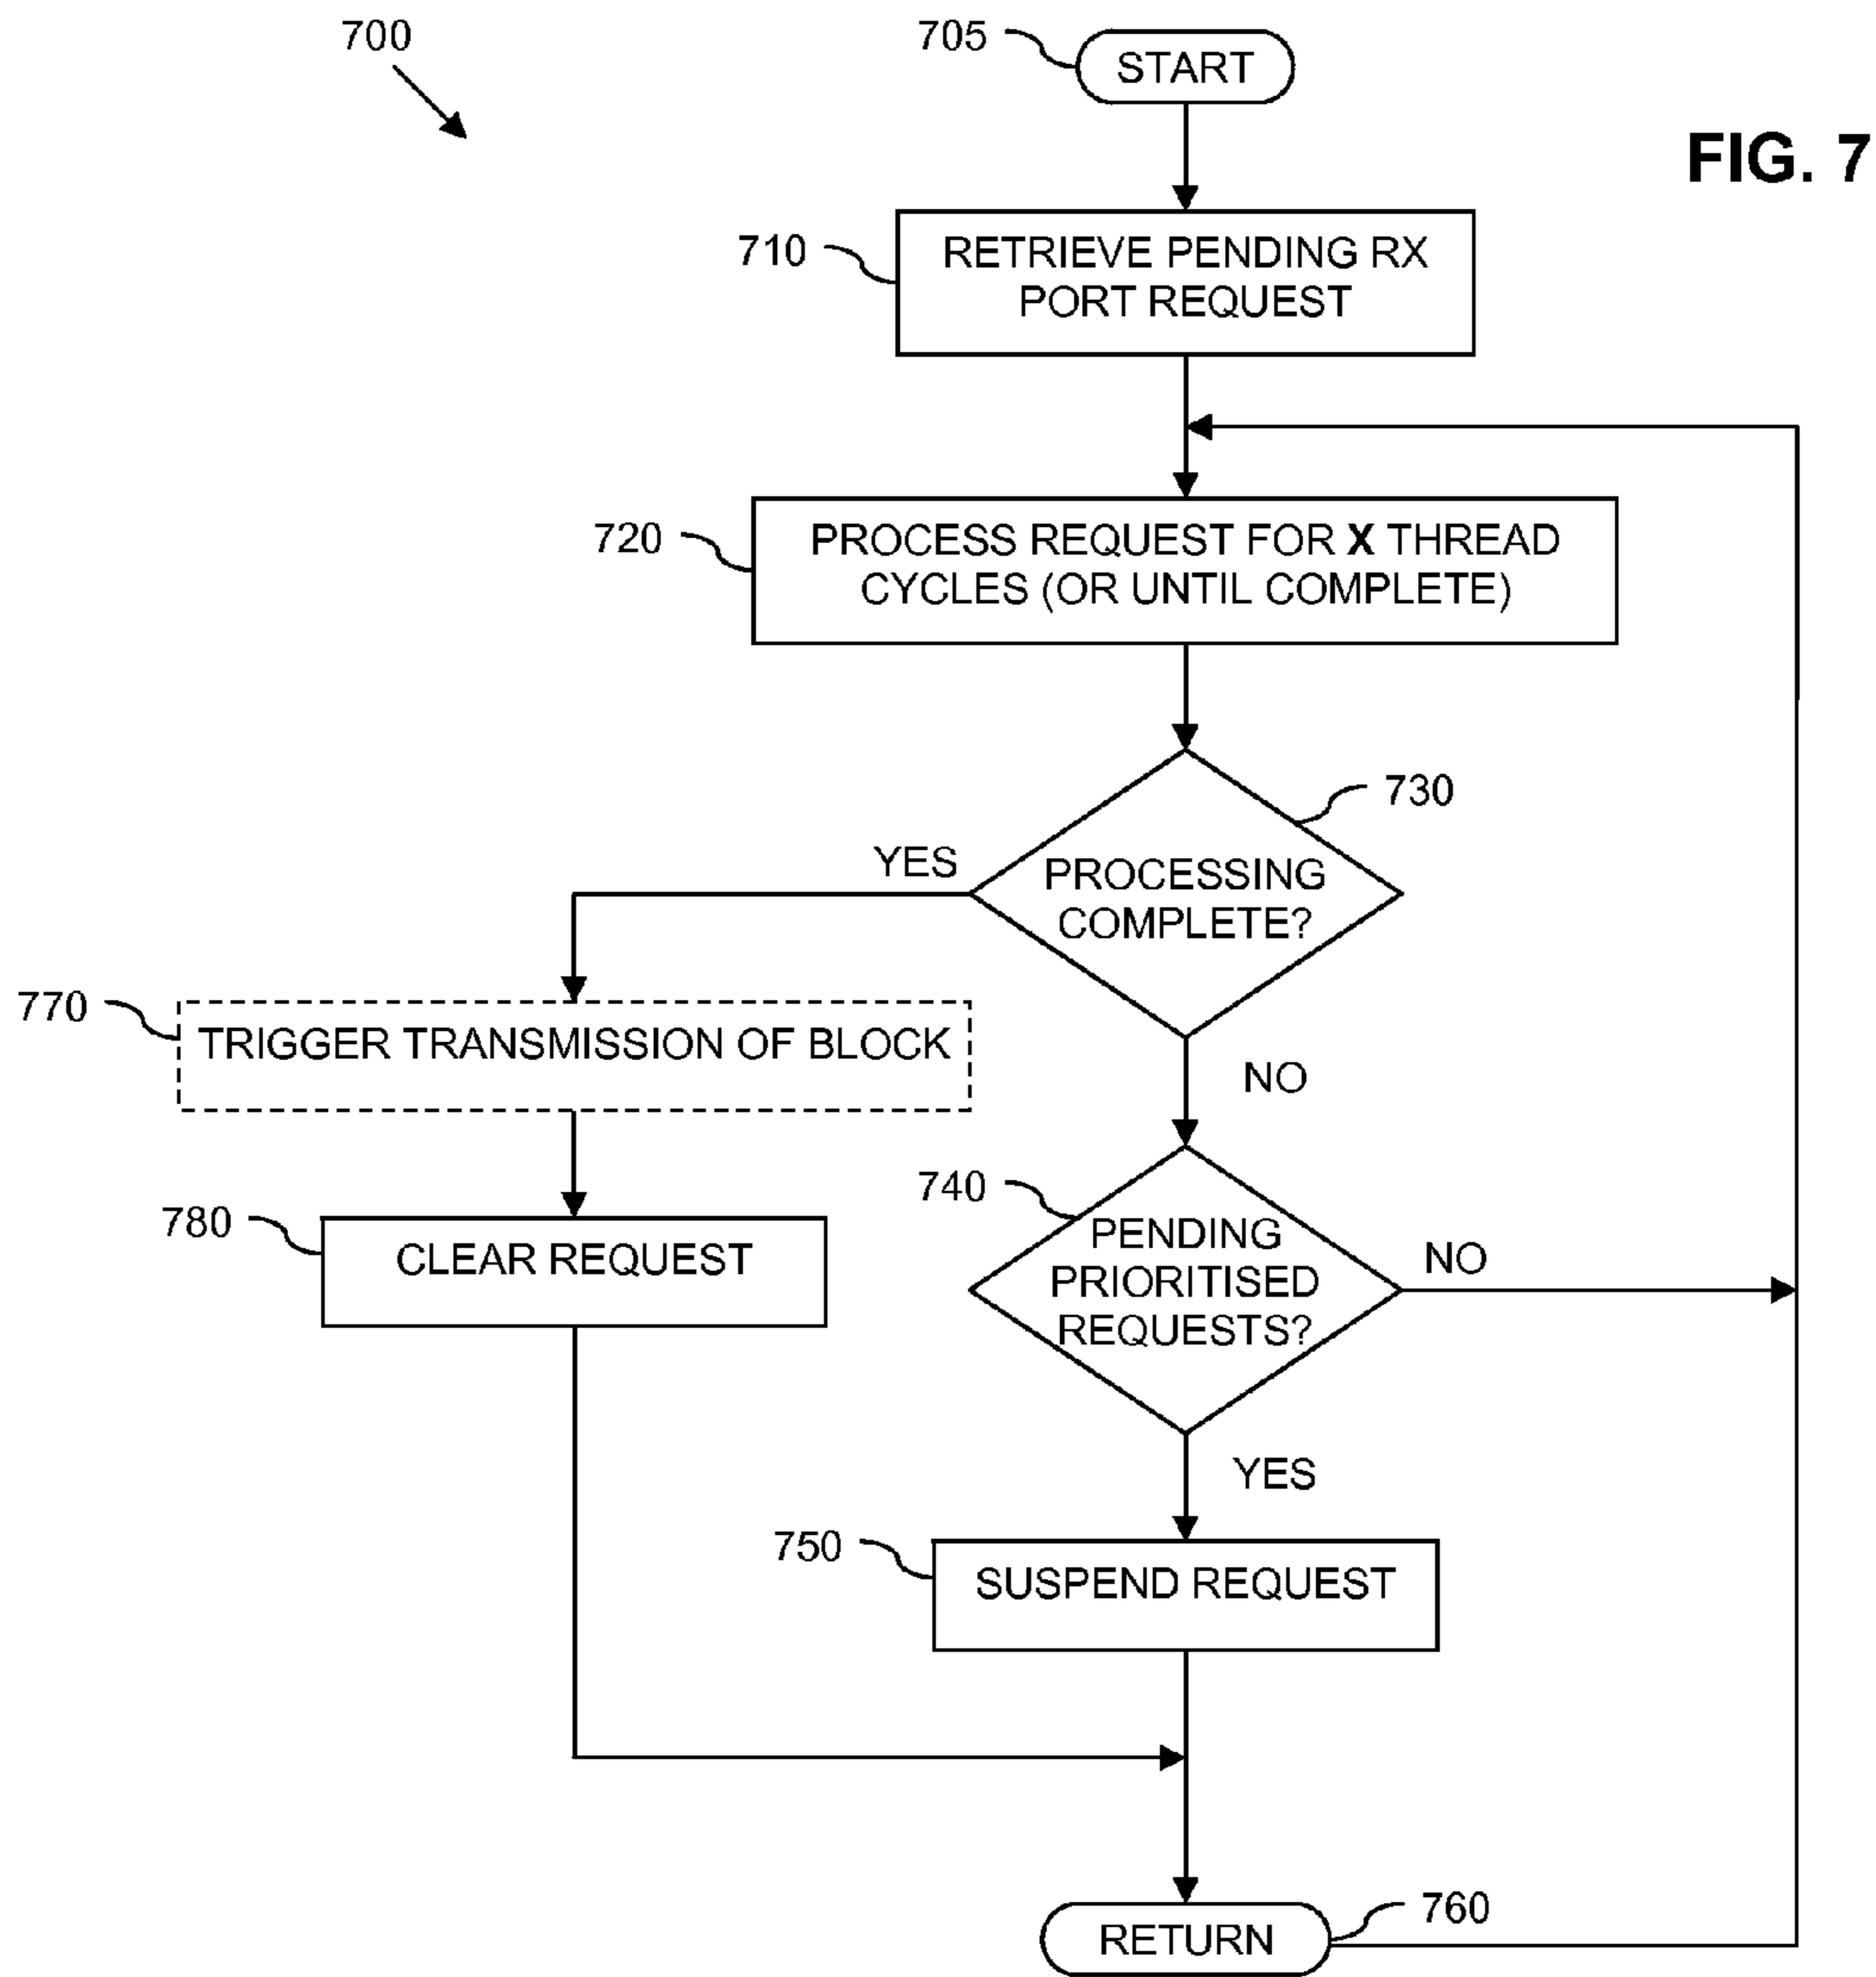 700
705
START
FIG. 7
710
RETRIEVE PENDING RX
PORT REQUEST
720
PROCESS REQUEST FOR X THREAD
CYCLES (OR UNTIL COMPLETE)
730
YES
PROCESSING
COMPLETE?
770
TRIGGER TRANSMISSION OF BLOCK
NO
740
780
CLEAR REQUEST
PENDING
PRIORITISED
REQUESTS?
NO
YES
750
SUSPEND REQUEST
760
RETURN